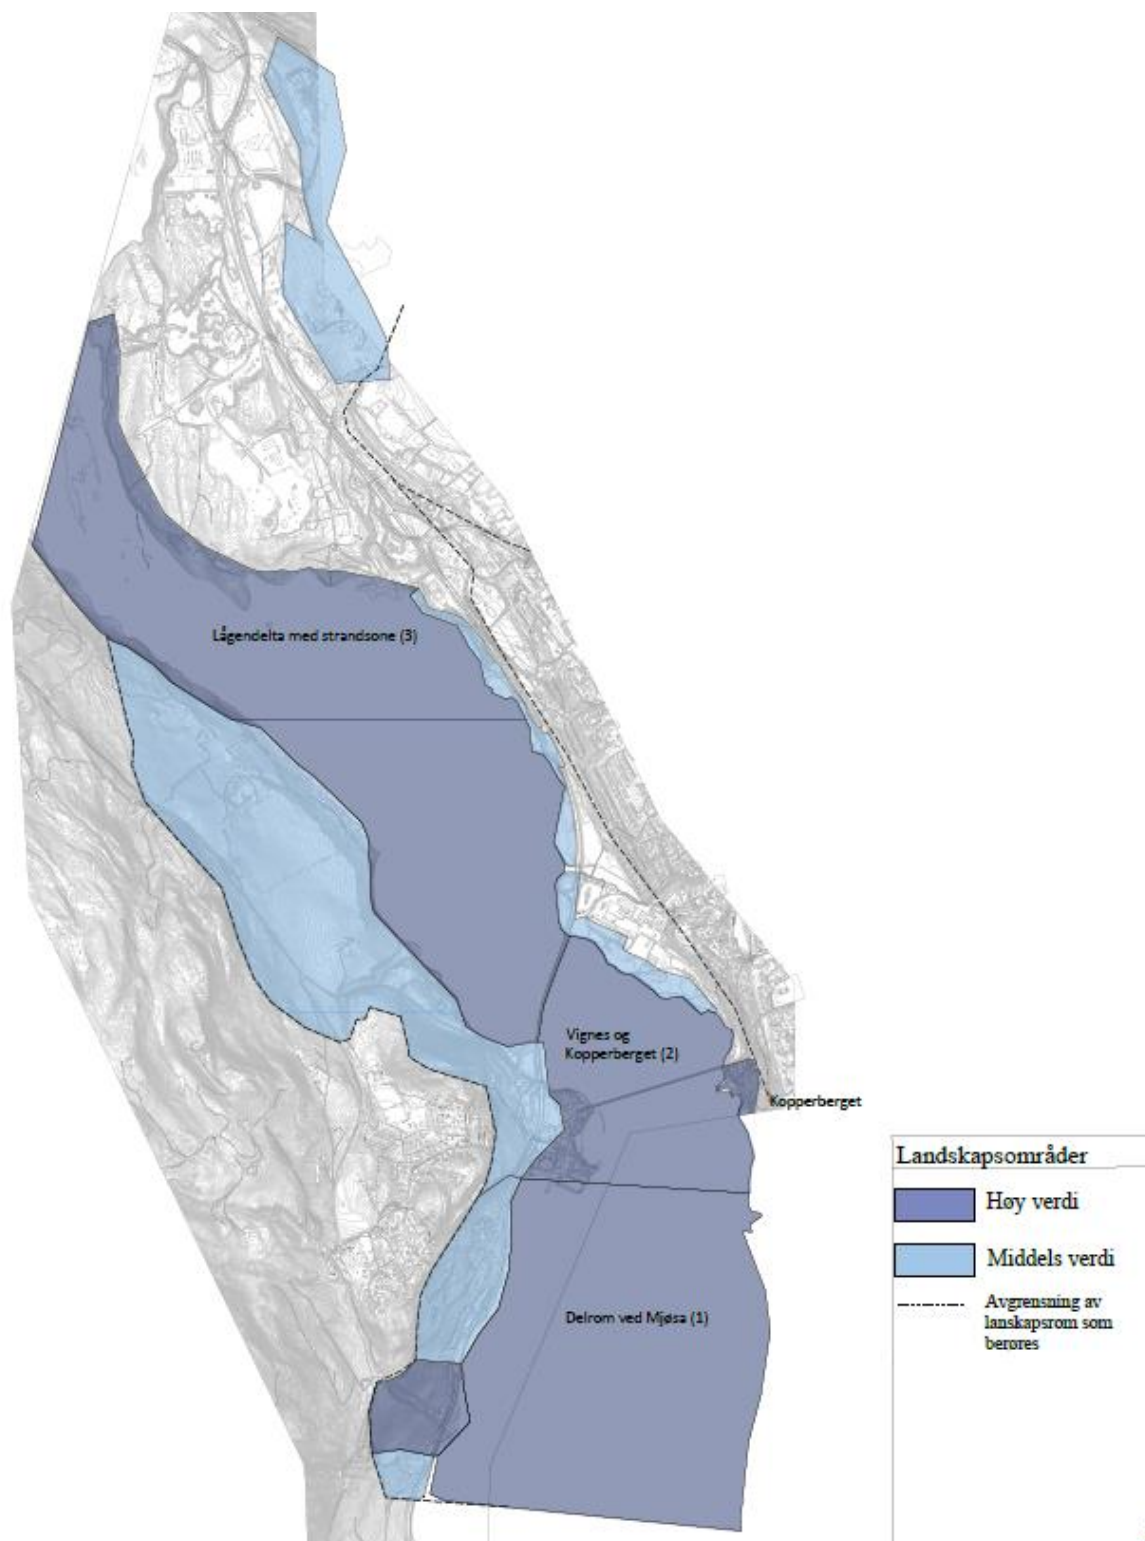 Lågendelta med strandsone (3)
Vignes og
Kopperberget (2)
Kopperberget
Landskapsområder
Høy verdi
Middels verdi
Avgrensning av
lanskapsrom som
berøres
Delrom ved Mjøsa (1)